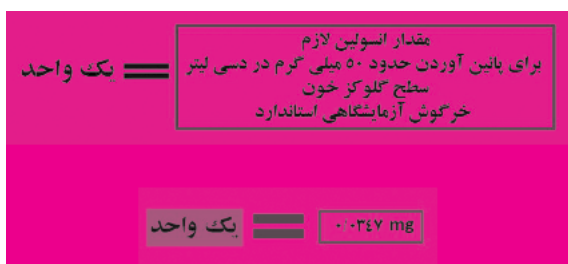 مقدار انسولین لازم
برای پائین آوردن حدود ۵۰ میلی گرم در دسی لیتر
سطح گلوکز خون
خرگوش آزمایشگاهی استاندارد
= یک واحد
۰/۰۳٤٧ mg = یک واحد